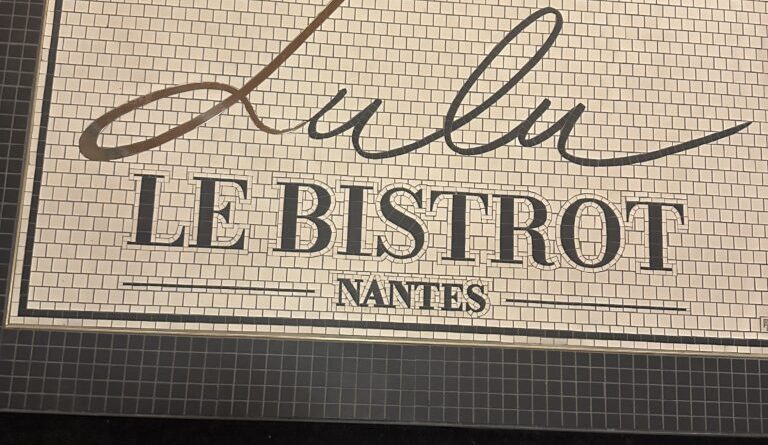 Lulu
LE BISTROT
NANTES